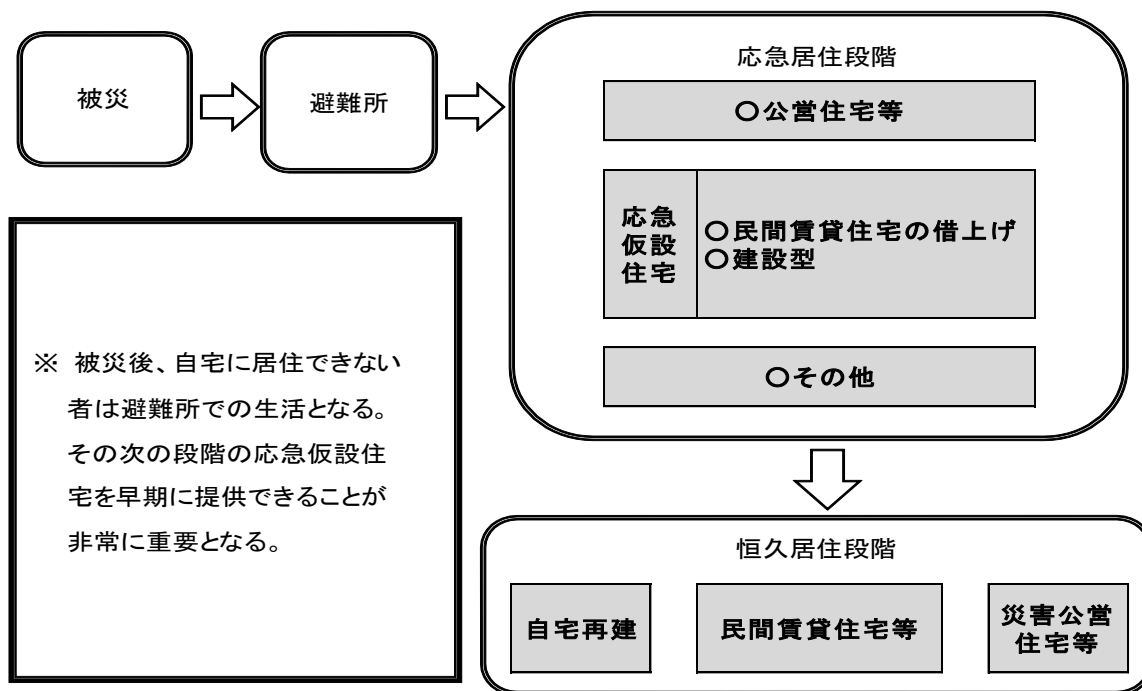 被災
避難所
応急居住段階
〇公営住宅等
応急
仮設
住宅
〇民間賃貸住宅の借上げ
〇建設型
〇その他
※ 被災後、自宅に居住できない
者は避難所での生活となる。
その次の段階の応急仮設住
宅を早期に提供できることが
非常に重要となる。
恒久居住段階
自宅再建
民間賃貸住宅等
災害公営
住宅等